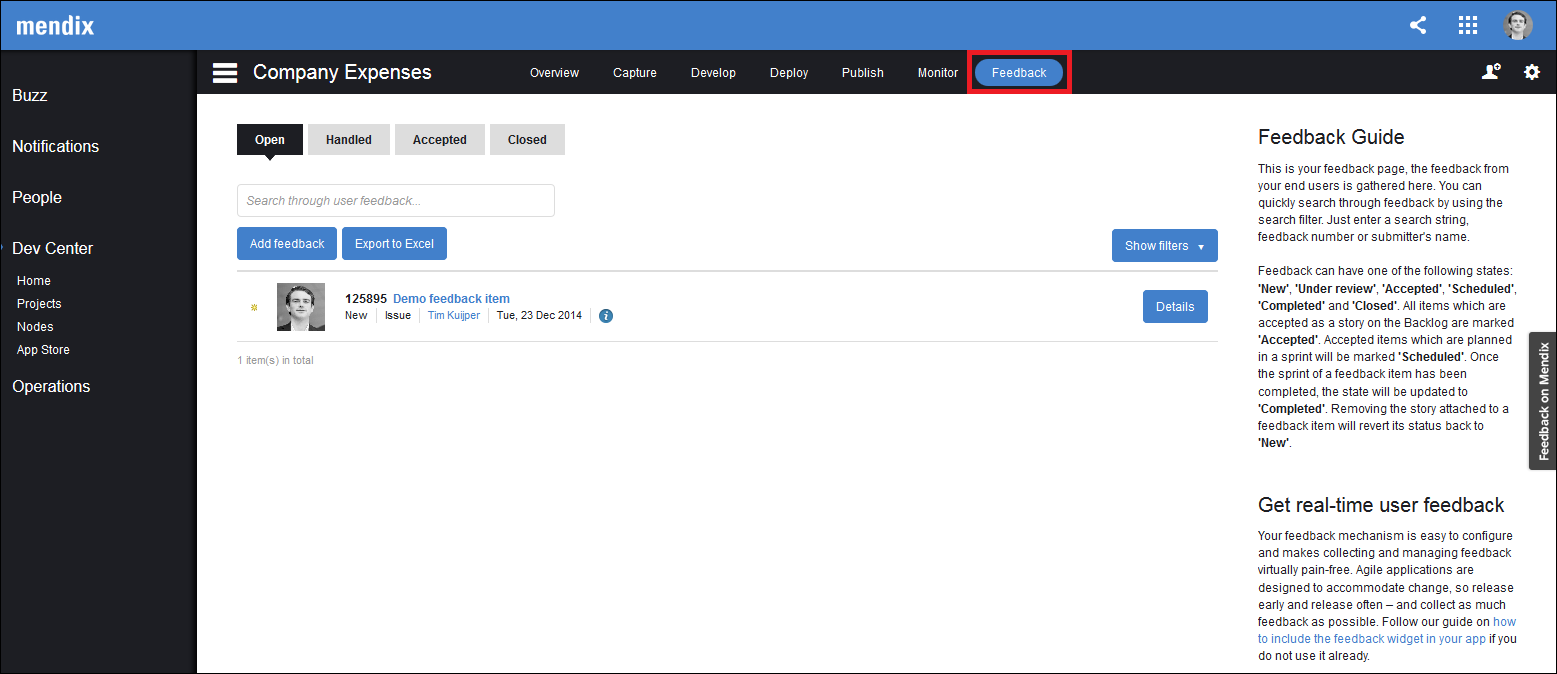 mendix
Company Expenses
Overview
Capture
Develop
Deploy
Publish
Monitor
Feedback
Buzz
Notifications
People
Dev Center
Home
Projects
Nodes
App Store
Operations
Open
Handled
Accepted
Closed
Search through user feedback...
Add feedback
Export to Excel
Show filters
125895 Demo feedback item
New Issue Tim Kuijper Tue, 23 Dec 2014
Details
1 item(s) in total
Feedback Guide
This is your feedback page, the feedback from
your end users is gathered here. You can
quickly search through feedback by using the
search filter. Just enter a search string,
feedback number or submitter's name.
Feedback can have one of the following states:
'New', 'Under review', 'Accepted', 'Scheduled',
'Completed' and 'Closed'. All items which are
accepted as a story on the Backlog are marked
'Accepted'. Accepted items which are planned
in a sprint will be marked 'Scheduled'. Once
the sprint of a feedback item has been
completed, the state will be updated to
'Completed'. Removing the story attached to a
feedback item will revert its status back to
'New'.
Get real-time user feedback
Your feedback mechanism is easy to configure
and makes collecting and managing feedback
virtually pain-free. Agile applications are
designed to accommodate change, so release
early and release often – and collect as much
feedback as possible. Follow our guide on how
to include the feedback widget in your app if you
do not use it already.
Feedback on Mendix